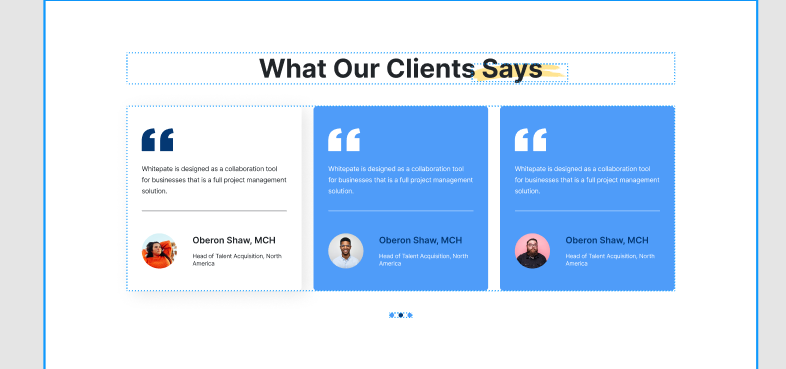 What Our Clients Says
Whitepate is designed as a collaboration tool
for businesses that is a full project management
solution.
Oberon Shaw, MCH
Head of Talent Acquisition, North
America
Whitepate is designed as a collaboration tool
for businesses that is a full project management
solution.
Oberon Shaw, MCH
Head of Talent Acquisition, North
America
Whitepate is designed as a collaboration tool
for businesses that is a full project management
solution.
Oberon Shaw, MCH
Head of Talent Acquisition, North
America